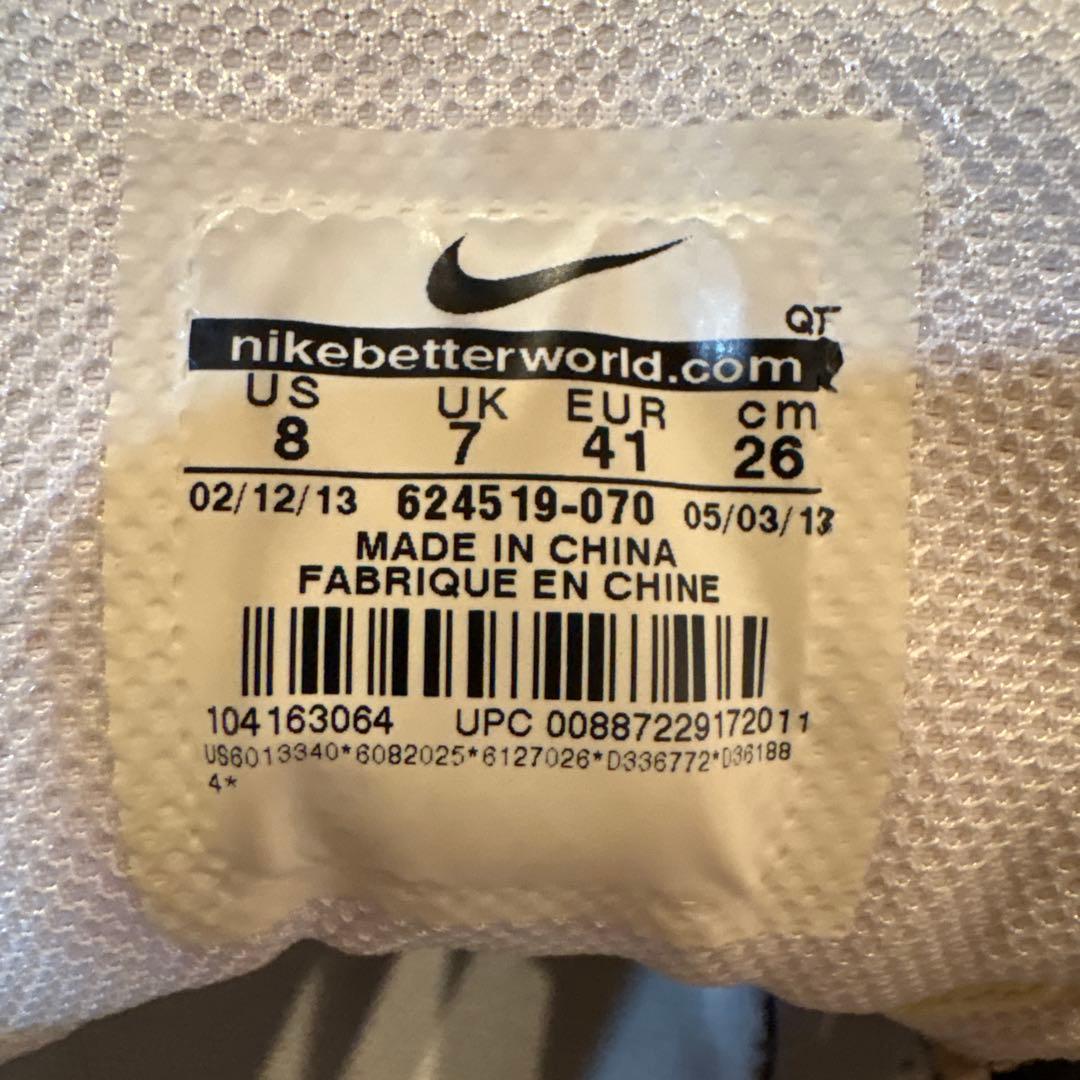 QT
nikebetterworld.com
US UK EUR cm
8 7 41 26
02/12/13 624519-070 05/03/13
MADE IN CHINA
FABRIQUE EN CHINE
104163064 UPC 00887229172011
US6013340*6082025*6127026*D336772*D36188
4*